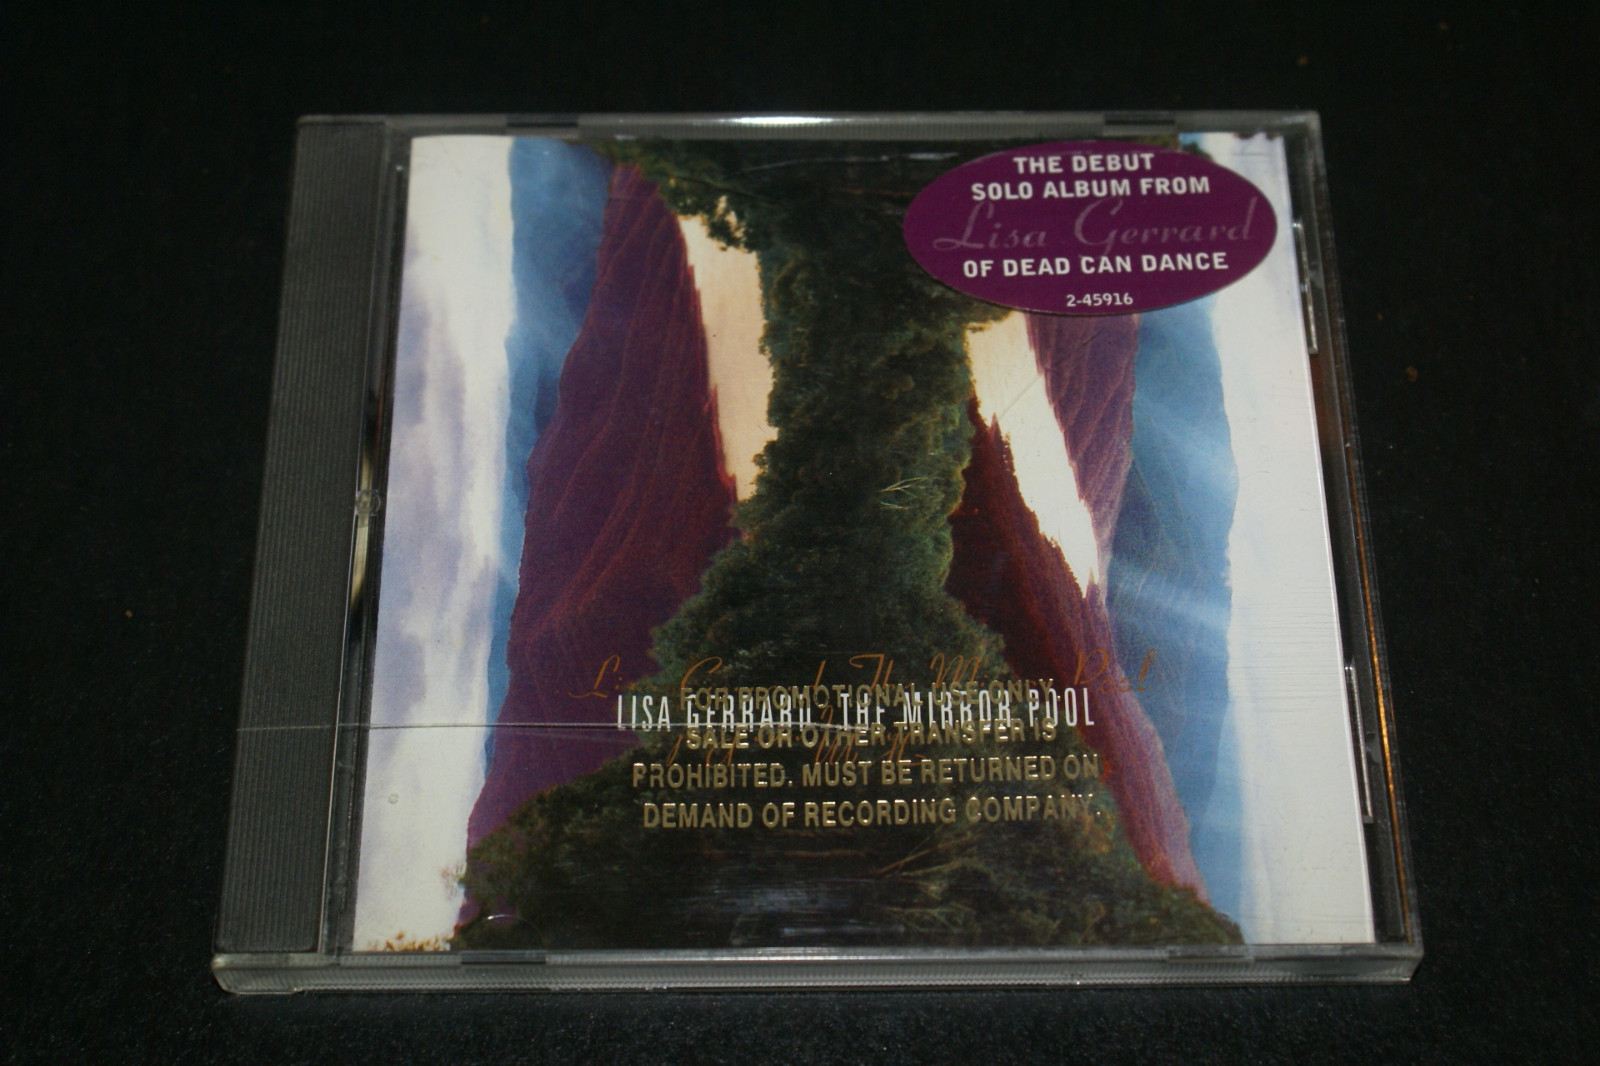 THE DEBUT
SOLO ALBUM FROM
Lisa Gerrard
OF DEAD CAN DANCE
2-45916
FOR PROMOTIONAL USE ONLY
LISA GERRARD THE MIRROR POOL
SALE OR OTHER TRANSFER IS
PROHIBITED. MUST BE RETURNED ON
DEMAND OF RECORDING COMPANY.